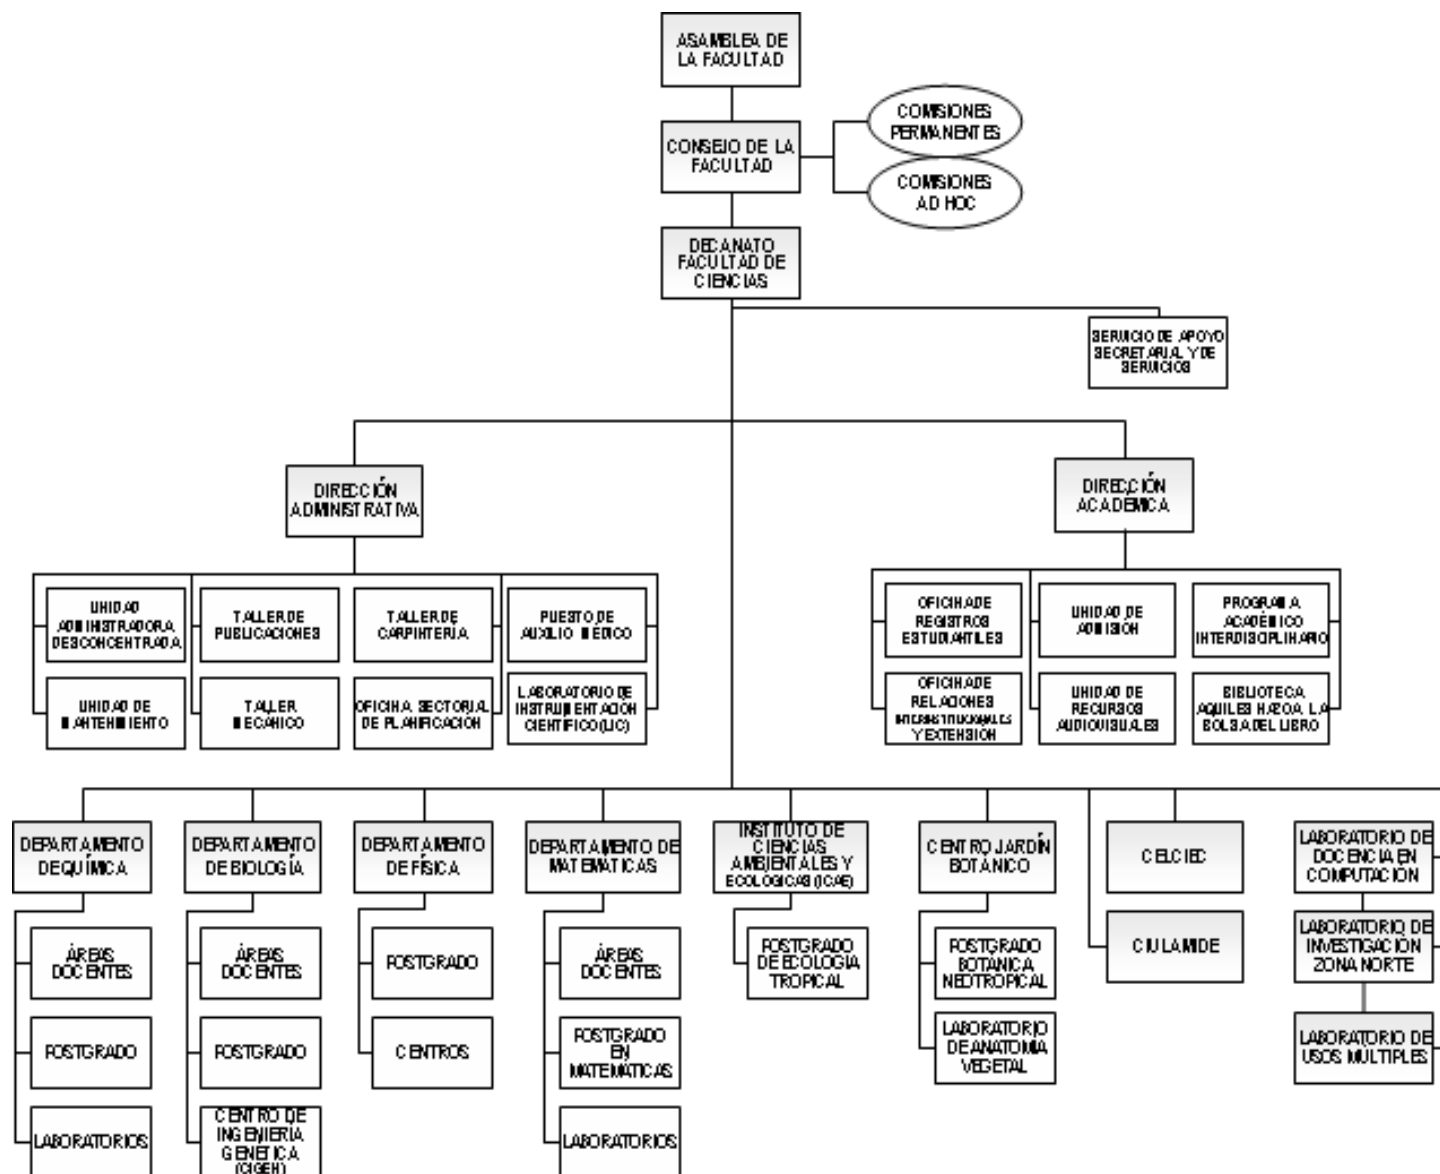 ASAMBLEA DE
LA FACULTAD
COMISIONES
PERMANENTES
CONSEJO DE LA
FACULTAD
COMISIONES
AD HOC
DECANATO
FACULTAD DE
CIENCIAS
SERVICIO DE APOYO
SECRETARIAL Y DE
SERVICIOS
DIRECCIÓN
ADMINISTRATIVA
DIRECCIÓN
ACADÉMICA
UNIDAD
ADMINISTRADORA
DESCONCENTRADA
TALLER DE
PUBLICACIONES
TALLER DE
CARPINTERIA
PUESTO DE
AUXILIO MÉDICO
OFICINA DE
REGISTROS
ESTUDIANTILES
UNIDAD DE
ADMISION
PROGRAMA
ACADÉMICO
INTERDISCIPLINARIO
UNIDAD DE
MANTENIMIENTO
TALLER
MECÁNICO
OFICINA SECTORIAL
DE PLANIFICACIÓN
LABORATORIO DE
INSTRUMENTACIÓN
CIENTÍFICO (LIC)
OFICINA DE
RELACIONES
INTERINSTITUCIONALES
Y EXTENSIÓN
UNIDAD DE
RECURSOS
AUDIOVISUALES
BIBLIOTECA
AQUILES NAZOA, LA
BOLSA DEL LIBRO
DEPARTAMENTO
DE QUÍMICA
DEPARTAMENTO
DE BIOLOGÍA
DEPARTAMENTO
DE FÍSICA
DEPARTAMENTO DE
MATEMÁTICAS
INSTITUTO DE
CIENCIAS
AMBIENTALES Y
ECOLÓGICAS (ICAE)
CENTRO JARDÍN
BOTÁNICO
CELCIEC
LABORATORIO DE
DOCENCIA EN
COMPUTACIÓN
ÁREAS
DOCENTES
ÁREAS
DOCENTES
POSTGRADO
ÁREAS
DOCENTES
POSTGRADO
DE ECOLOGÍA
TROPICAL
POSTGRADO
BOTÁNICA
NEOTROPICAL
CIULAMIDE
LABORATORIO DE
INVESTIGACIÓN
ZONA NORTE
POSTGRADO
POSTGRADO
CENTROS
POSTGRADO
EN
MATEMÁTICAS
LABORATORIO
DE ANATOMÍA
VEGETAL
LABORATORIO DE
USOS MÚLTIPLES
LABORATORIOS
CENTRO DE
INGENIERÍA
GENÉTICA
(CIGEH)
LABORATORIOS